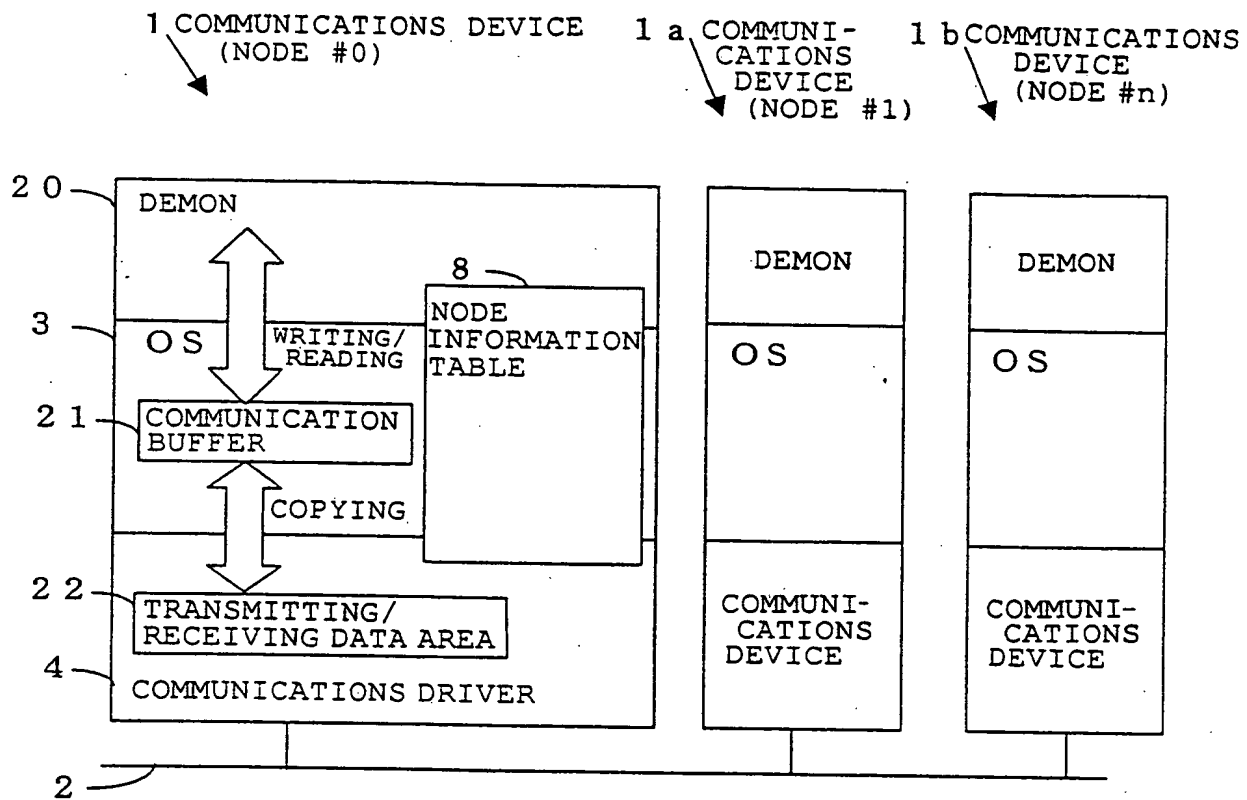 1 COMMUNICATIONS DEVICE
(NODE #0)
1 a COMMUNI-
CATIONS
DEVICE
(NODE #1)
1 b COMMUNICATIONS
DEVICE
(NODE #n)
2 0
DEMON
3
OS
WRITING/
READING
8
NODE
INFORMATION
TABLE
2 1
COMMUNICATION
BUFFER
COPYING
2 2
TRANSMITTING/
RECEIVING DATA AREA
4
COMMUNICATIONS DRIVER
2
DEMON
OS
COMMUNI-
CATIONS
DEVICE
DEMON
OS
COMMUNI-
CATIONS
DEVICE